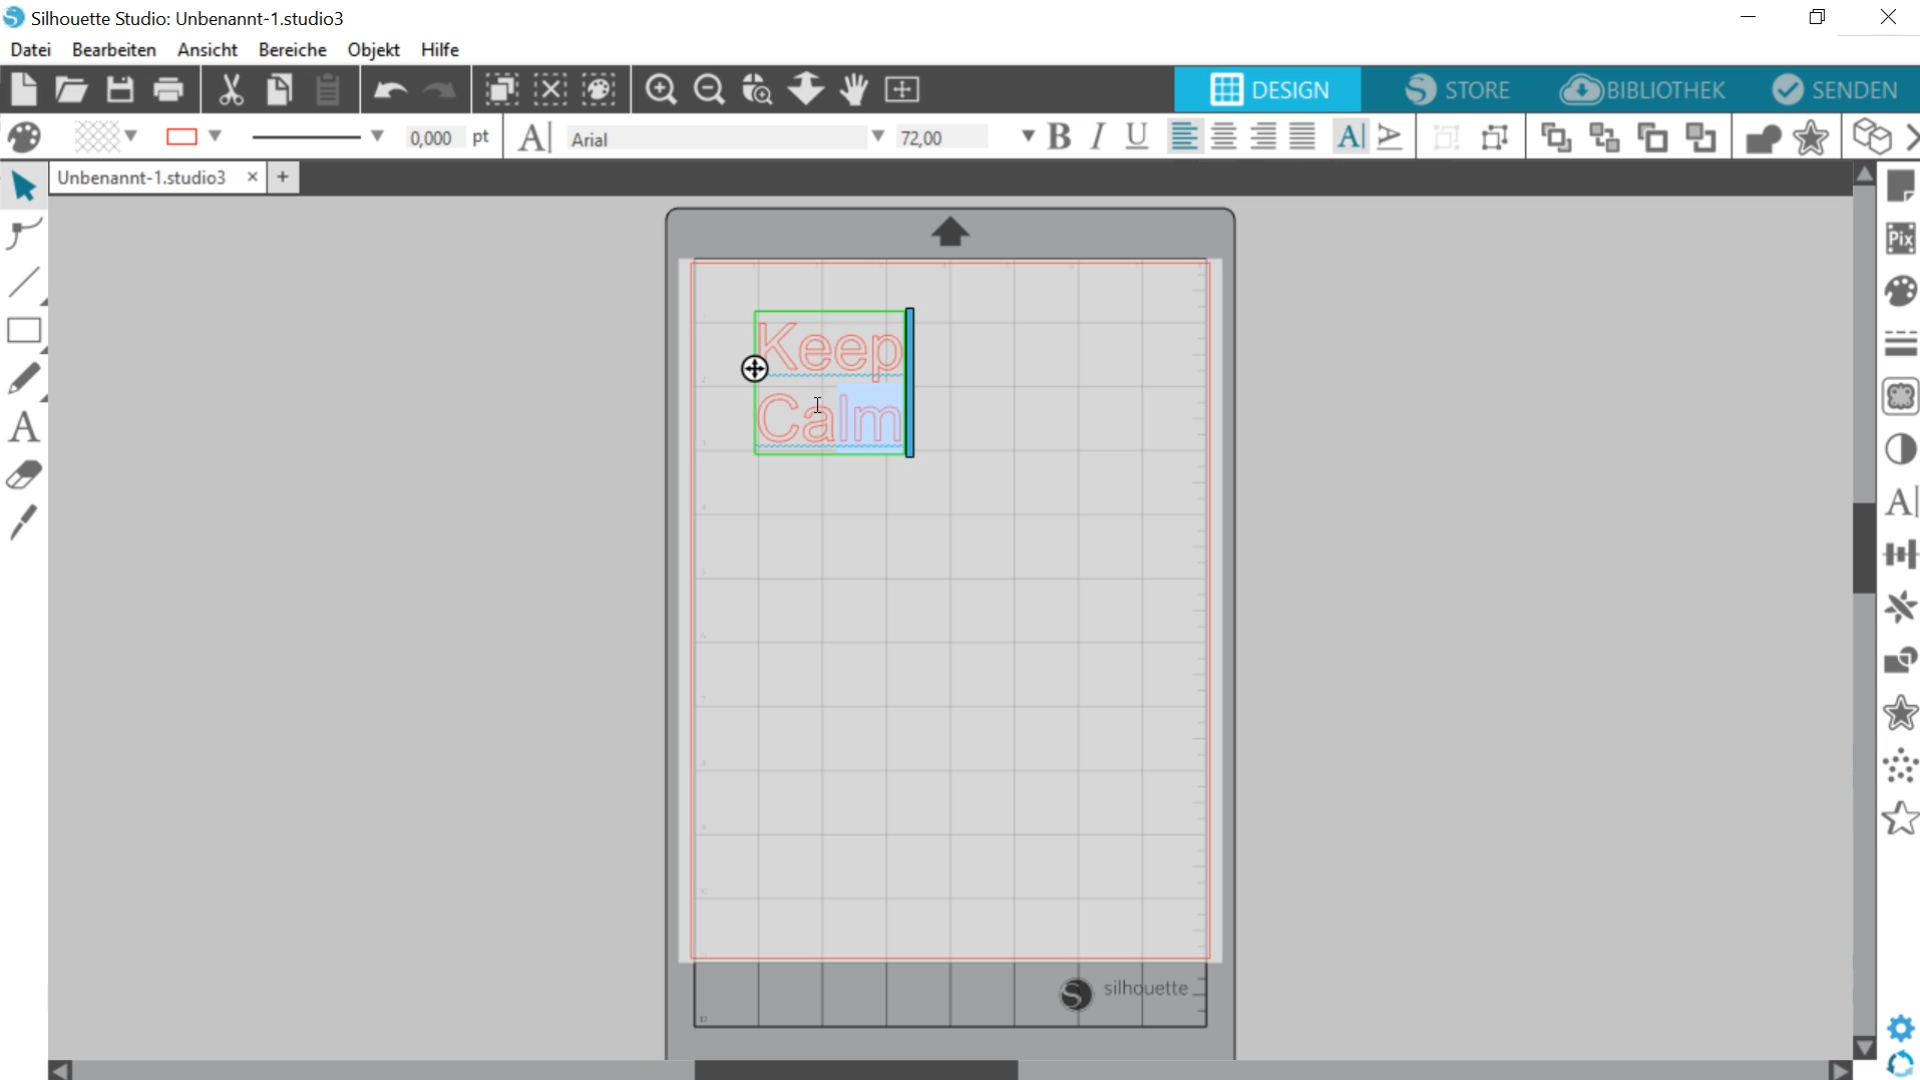 Silhouette Studio: Unbenannt-1.studio3
Datei Bearbeiten Ansicht Bereiche Objekt Hilfe
DESIGN STORE BIBLIOTHEK SENDEN
0,000 pt Arial 72,00 B I U
Unbenannt-1.studio3
Pix
Keep
Calm
silhouette